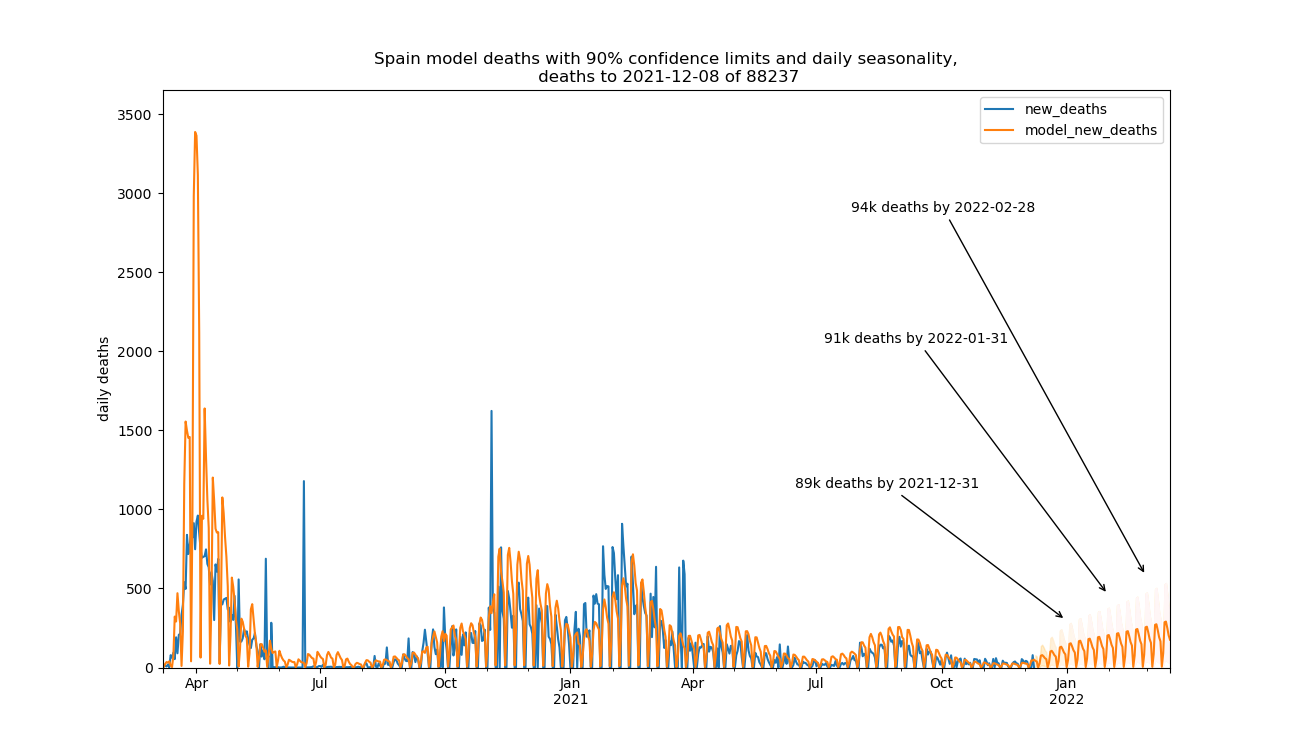 Spain model deaths with 90% confidence limits and daily seasonality,
deaths to 2021-12-08 of 88237
new_deaths
model_new_deaths
3500
3000
2500
2000
1500
1000
500
0
daily deaths
94k deaths by 2022-02-28
91k deaths by 2022-01-31
89k deaths by 2021-12-31
Apr Jul Oct Jan Apr Jul Oct Jan
2021 2022